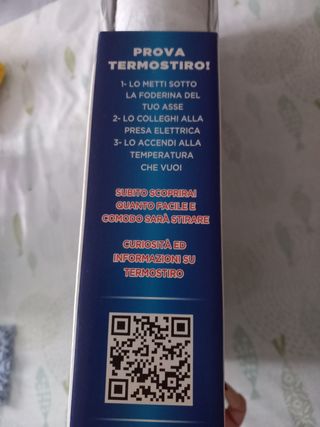 PROVA
TERMOSTIRO!
1- LO METTI SOTTO
LA FODERINA DEL
TUO ASSE
2- LO COLLEGHI ALLA
PRESA ELETTRICA
3- LO ACCENDI ALLA
TEMPERATURA
CHE VUOI
SUBITO SCOPRIRAI
QUANTO FACILE E
COMODO SARÀ STIRARE
CURIOSITÀ ED
INFORMAZIONI SU
TERMOSTIRO